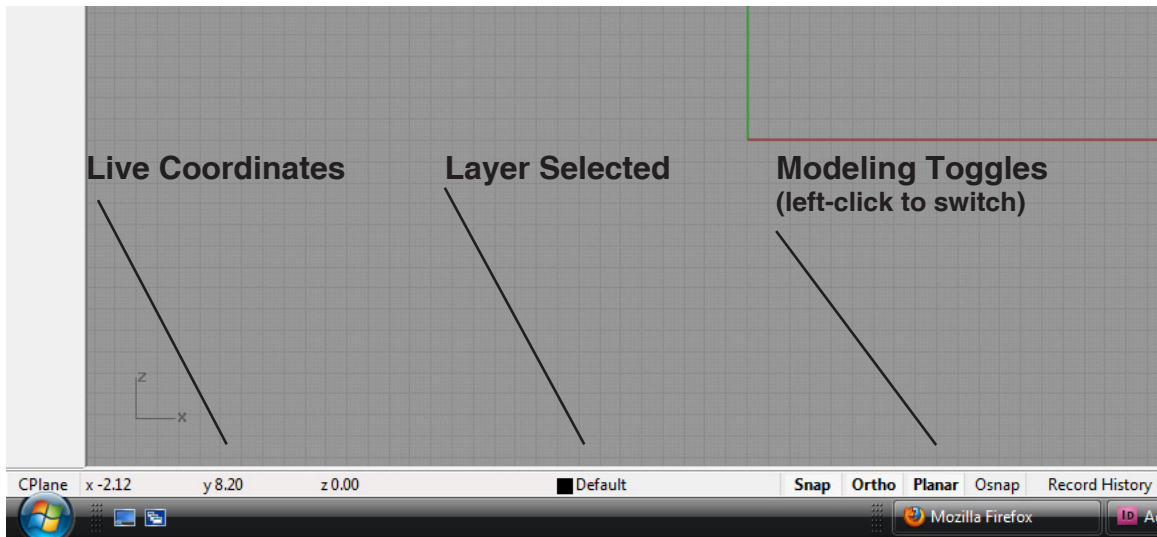 Live Coordinates Layer Selected Modeling Toggles
(left-click to switch)
z
x
CPlane x -2.12 y 8.20 z 0.00 Default Snap Ortho Planar Osnap Record History
Mozilla Firefox ID A